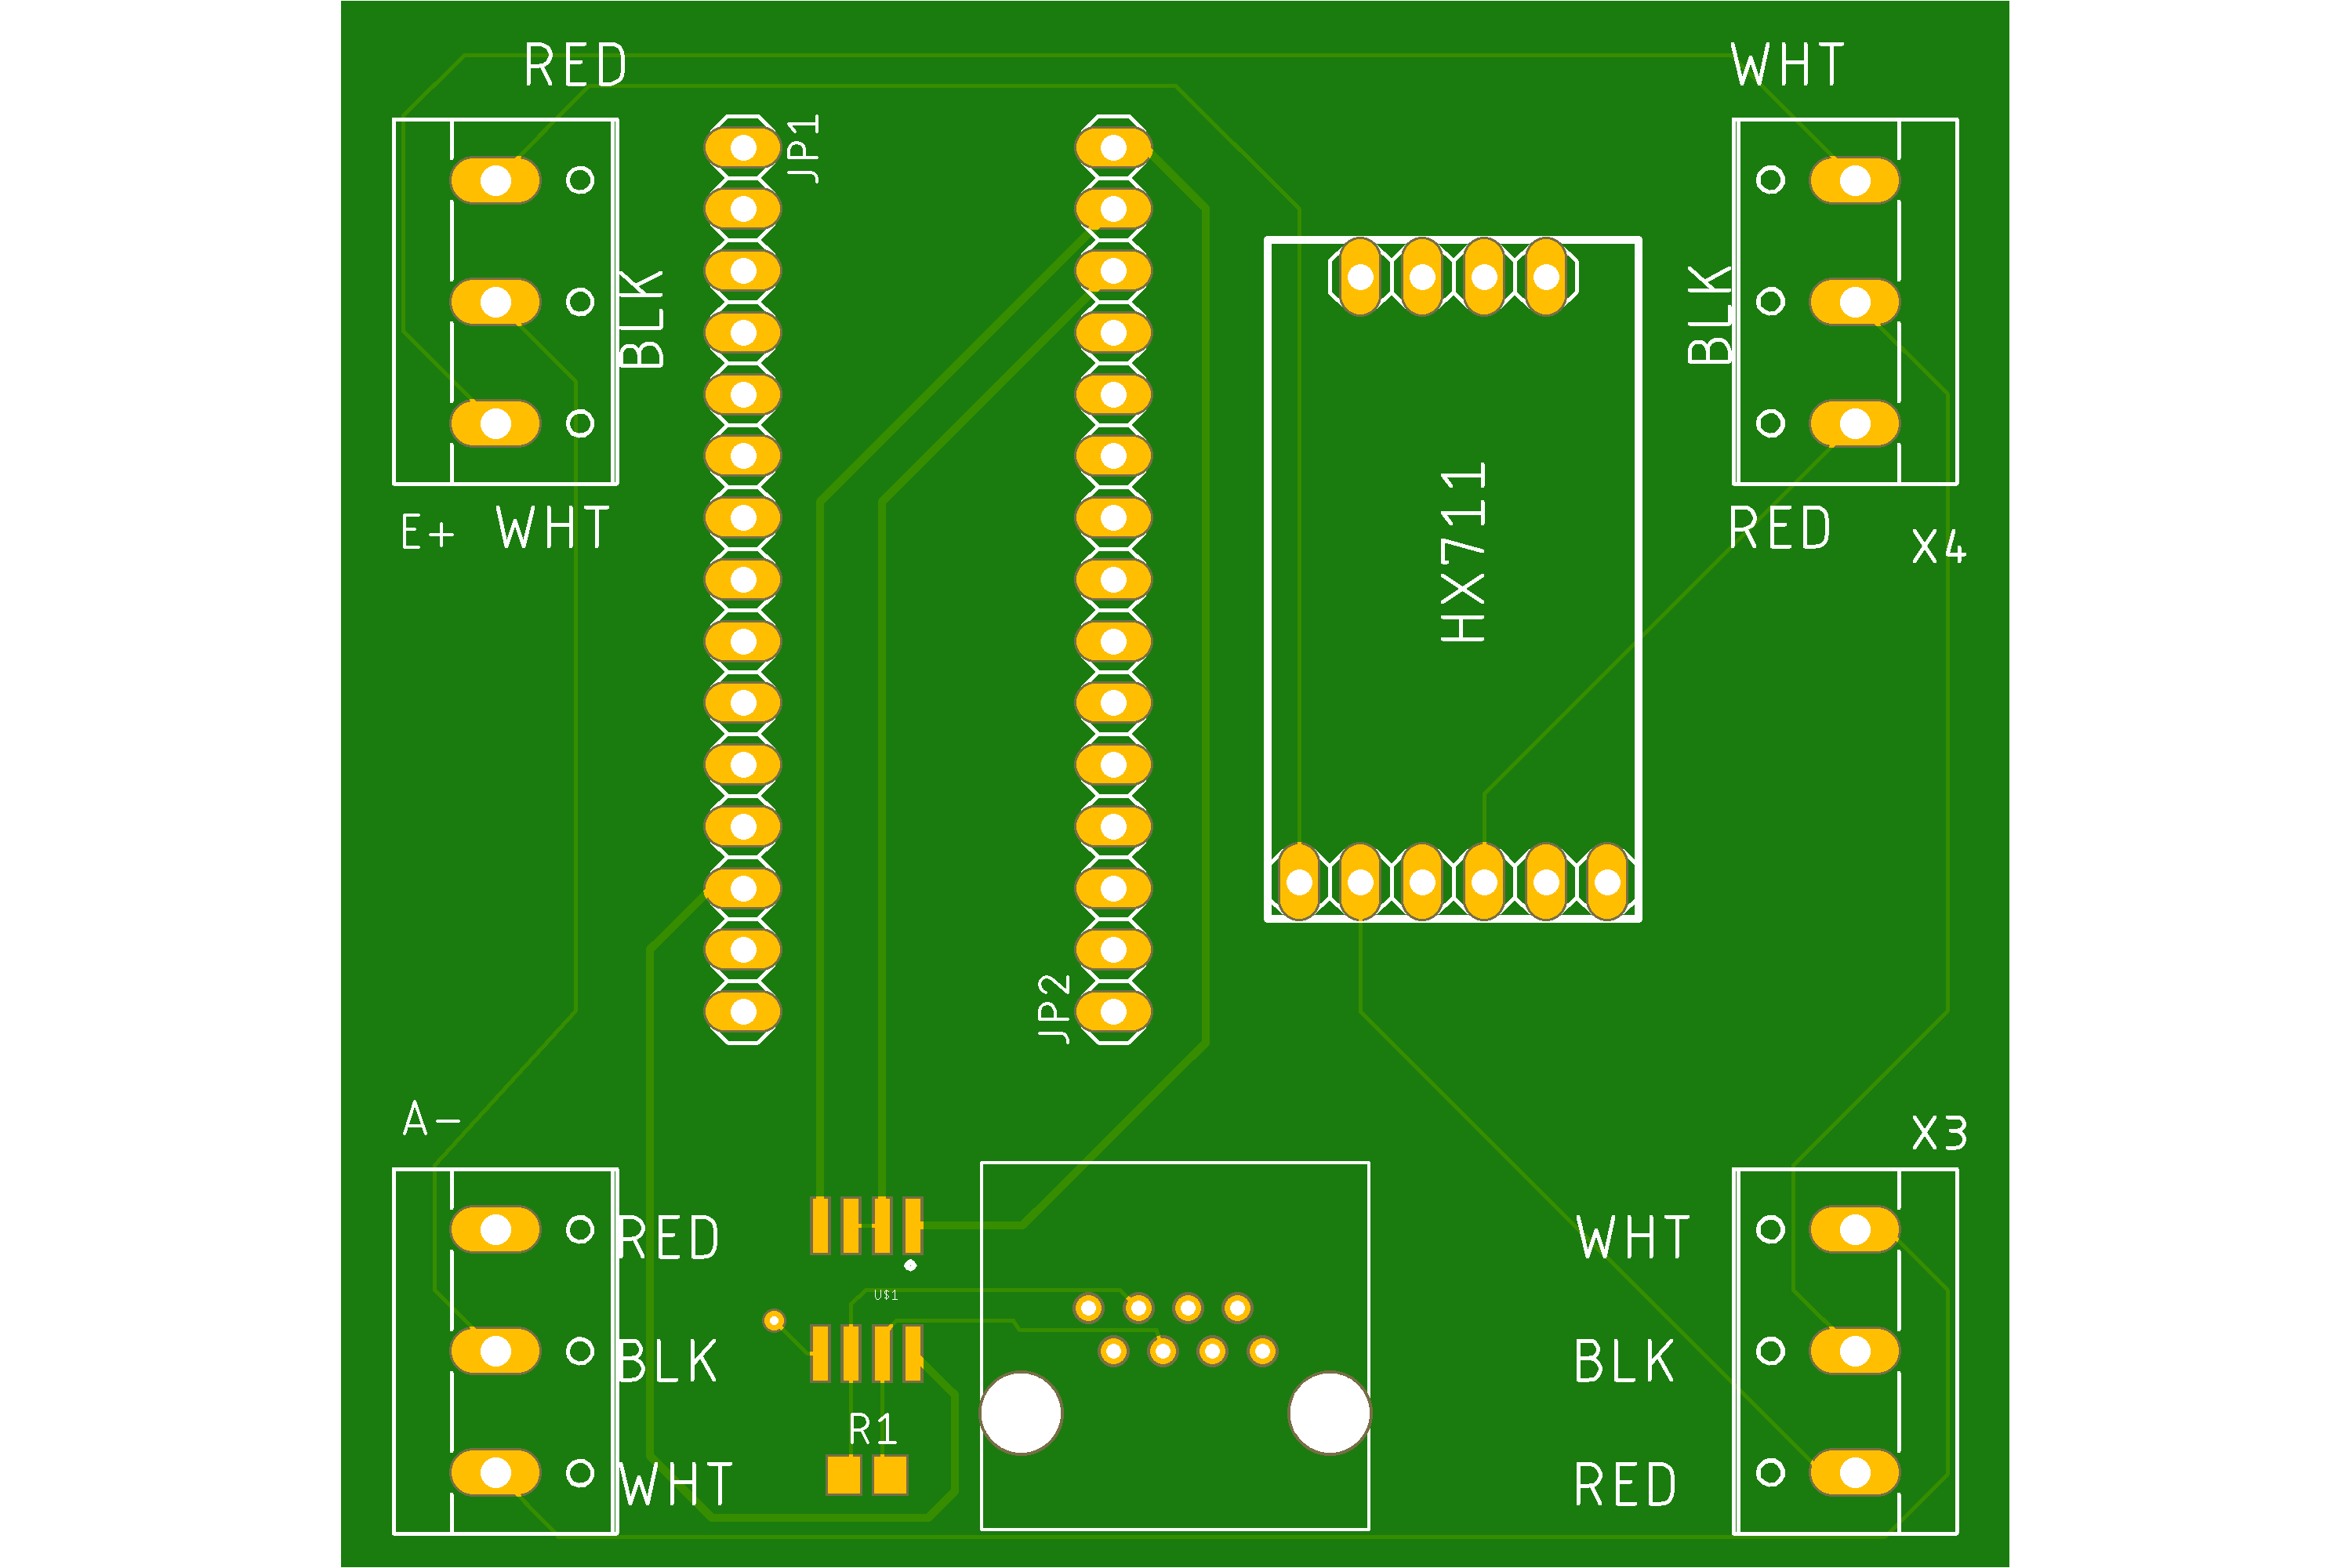 RED
WHT
JP1
BLK
BLK
E+
WHT
HX711
RED
X4
JP2
A-
X3
RED
WHT
U$1
BLK
BLK
R1
WHT
RED